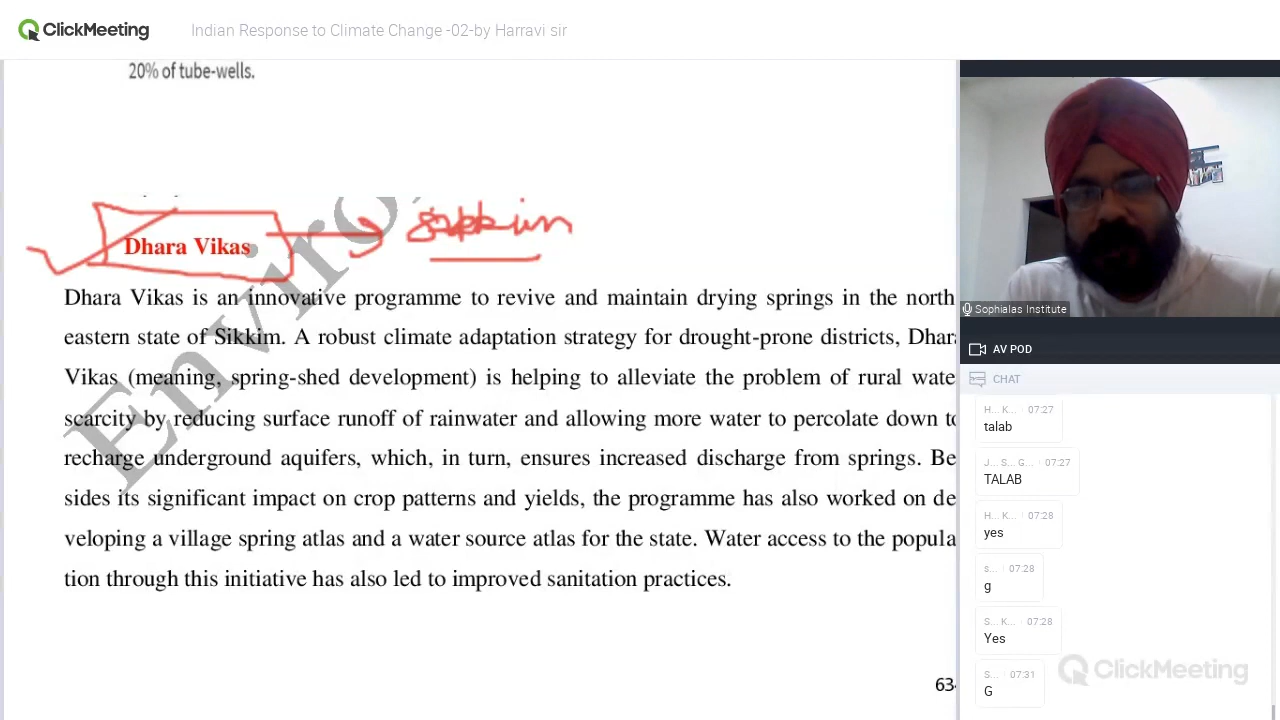 ClickMeeting
Indian Response to Climate Change -02-by Harravi sir
20% of tube-wells.
Enviro
Sikkim
Dhara Vikas
Dhara Vikas is an innovative programme to revive and maintain drying springs in the north
eastern state of Sikkim. A robust climate adaptation strategy for drought-prone districts, Dhara
Vikas (meaning, spring-shed development) is helping to alleviate the problem of rural wate
scarcity by reducing surface runoff of rainwater and allowing more water to percolate down to
recharge underground aquifers, which, in turn, ensures increased discharge from springs. Be
sides its significant impact on crop patterns and yields, the programme has also worked on de
veloping a village spring atlas and a water source atlas for the state. Water access to the popula
tion through this initiative has also led to improved sanitation practices.
634
Sophialas Institute
AV POD
CHAT
H... K... 07:27
talab
J... S... G... 07:27
TALAB
H... K... 07:28
yes
s... 07:28
g
S... K... 07:28
Yes
S... 07:31
G
ClickMeeting